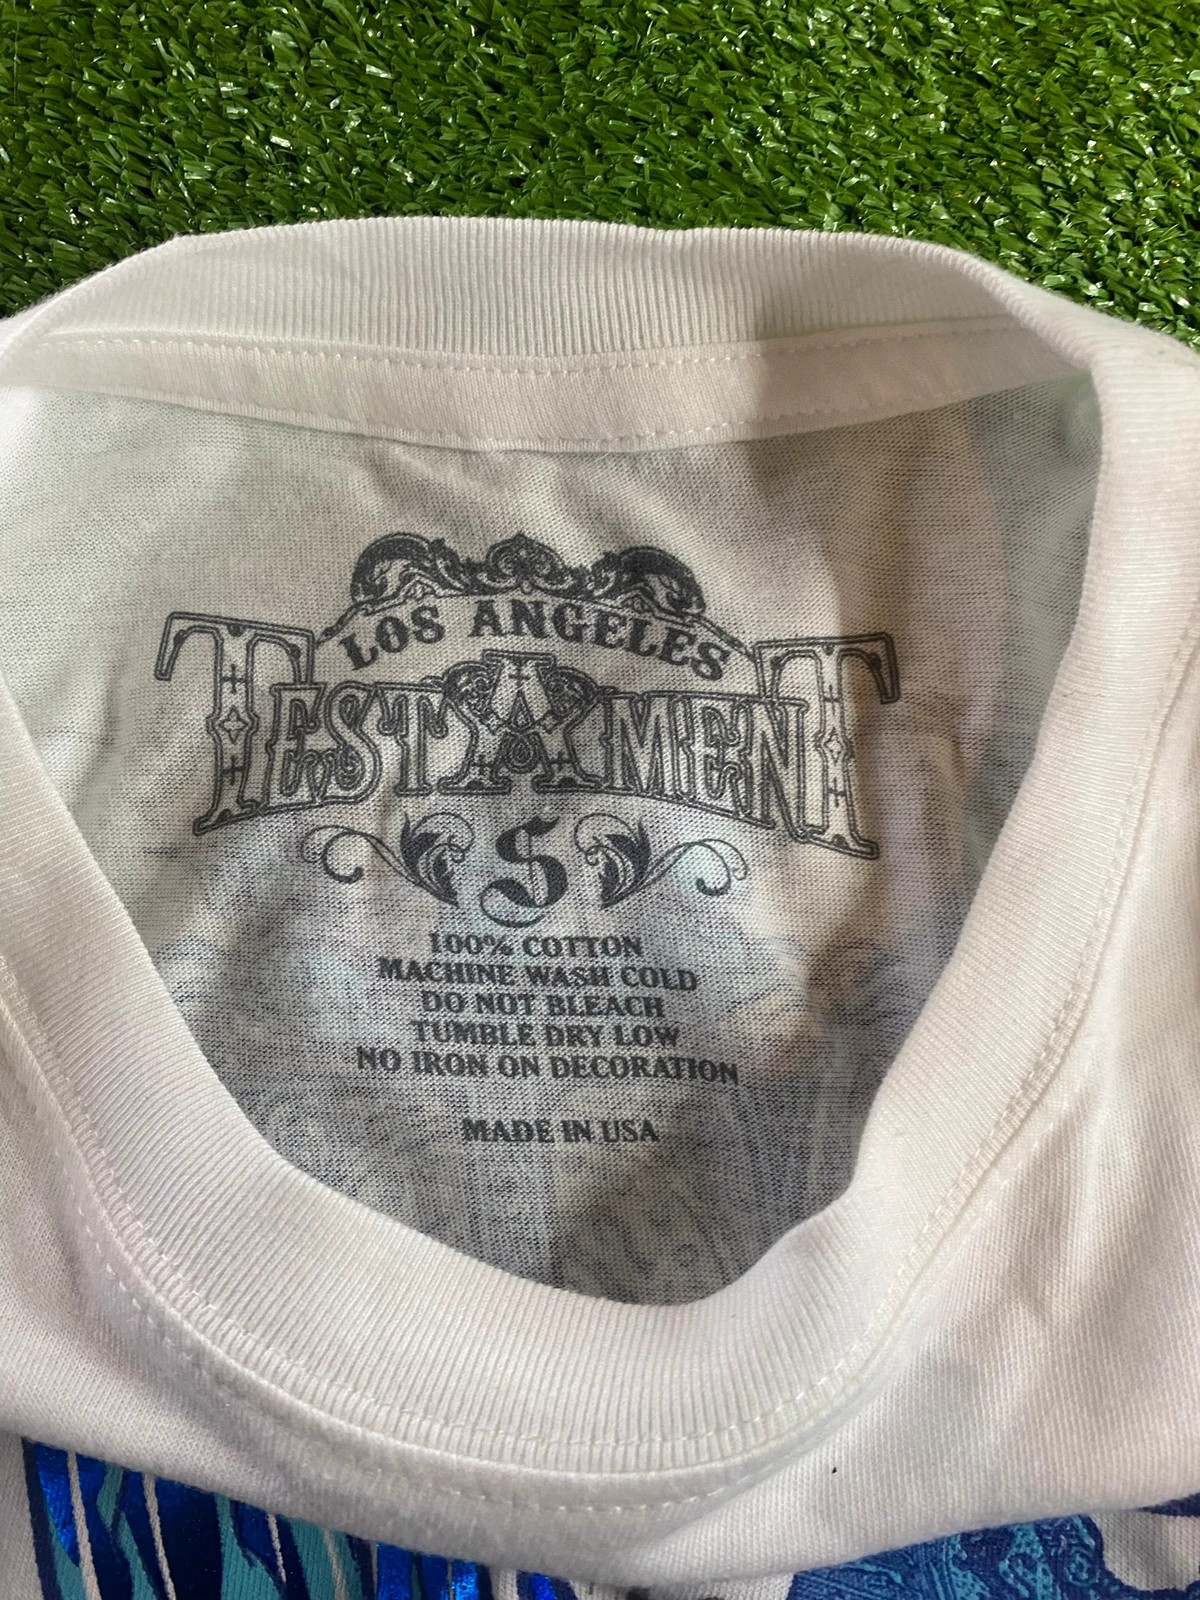 LOS ANGELES
TESTAMENT
S
100% COTTON
MACHINE WASH COLD
DO NOT BLEACH
TUMBLE DRY LOW
NO IRON ON DECORATION
MADE IN USA